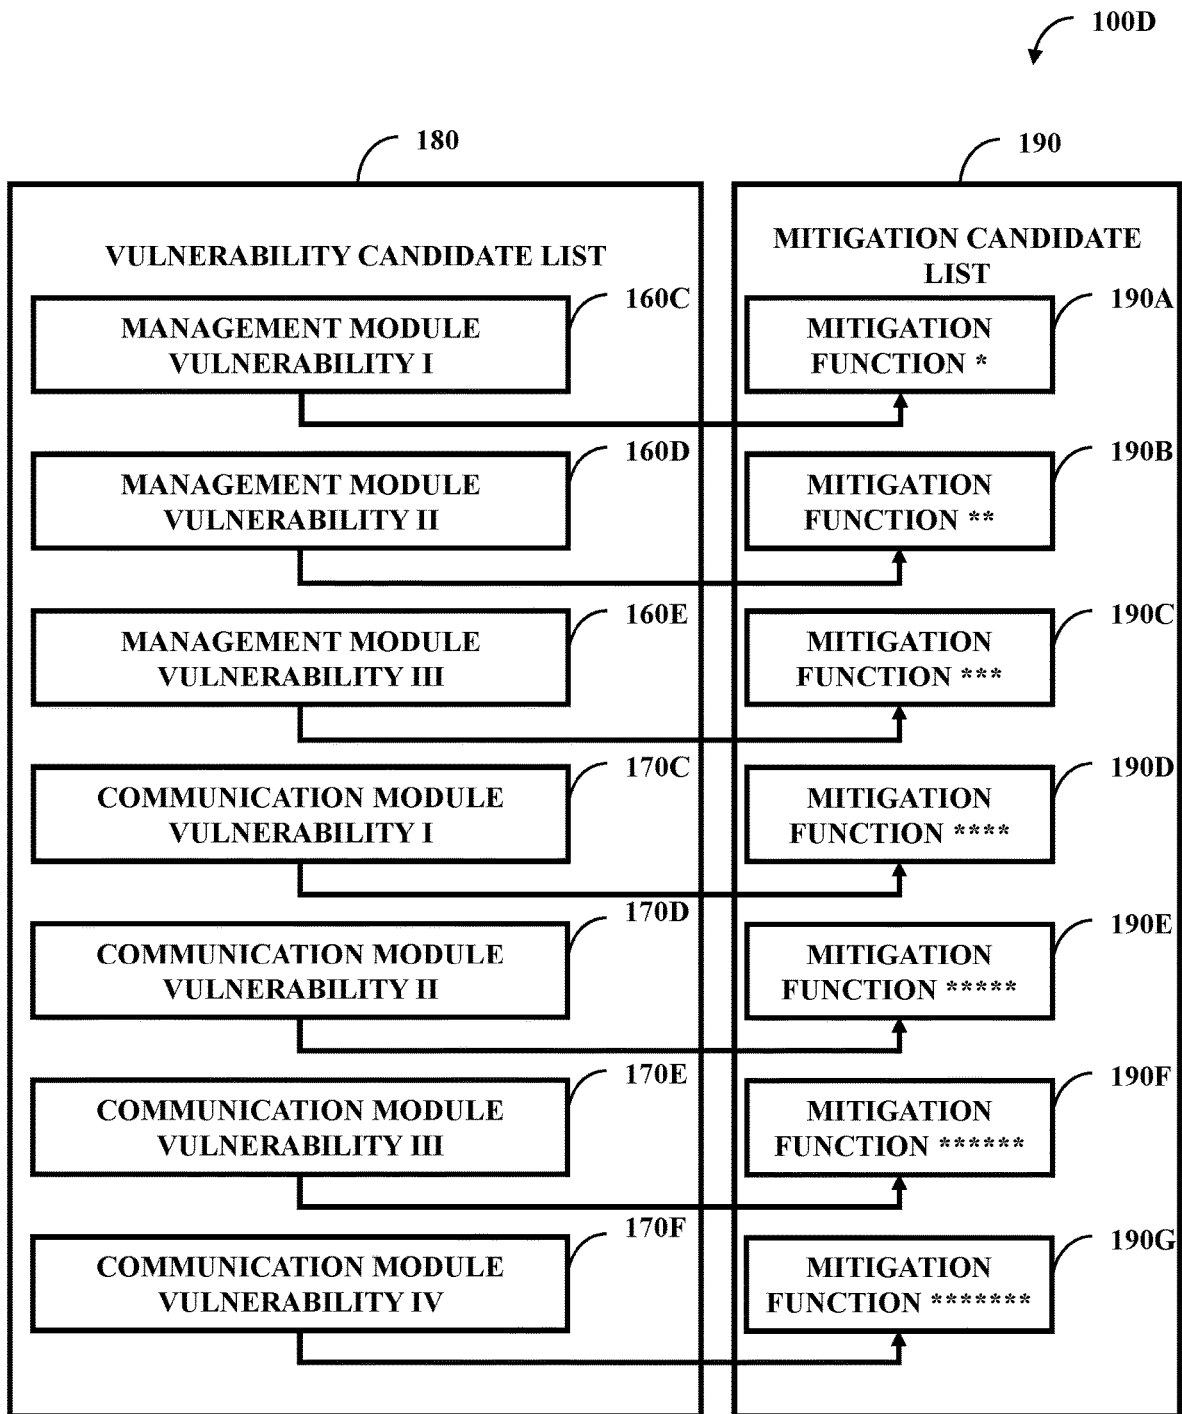 100D
180
190
VULNERABILITY CANDIDATE LIST
MITIGATION CANDIDATE
LIST
160C
MANAGEMENT MODULE
VULNERABILITY I
190A
MITIGATION
FUNCTION *
160D
MANAGEMENT MODULE
VULNERABILITY II
190B
MITIGATION
FUNCTION **
160E
MANAGEMENT MODULE
VULNERABILITY III
190C
MITIGATION
FUNCTION ***
170C
COMMUNICATION MODULE
VULNERABILITY I
190D
MITIGATION
FUNCTION ****
170D
COMMUNICATION MODULE
VULNERABILITY II
190E
MITIGATION
FUNCTION *****
170E
COMMUNICATION MODULE
VULNERABILITY III
190F
MITIGATION
FUNCTION ******
170F
COMMUNICATION MODULE
VULNERABILITY IV
190G
MITIGATION
FUNCTION *******